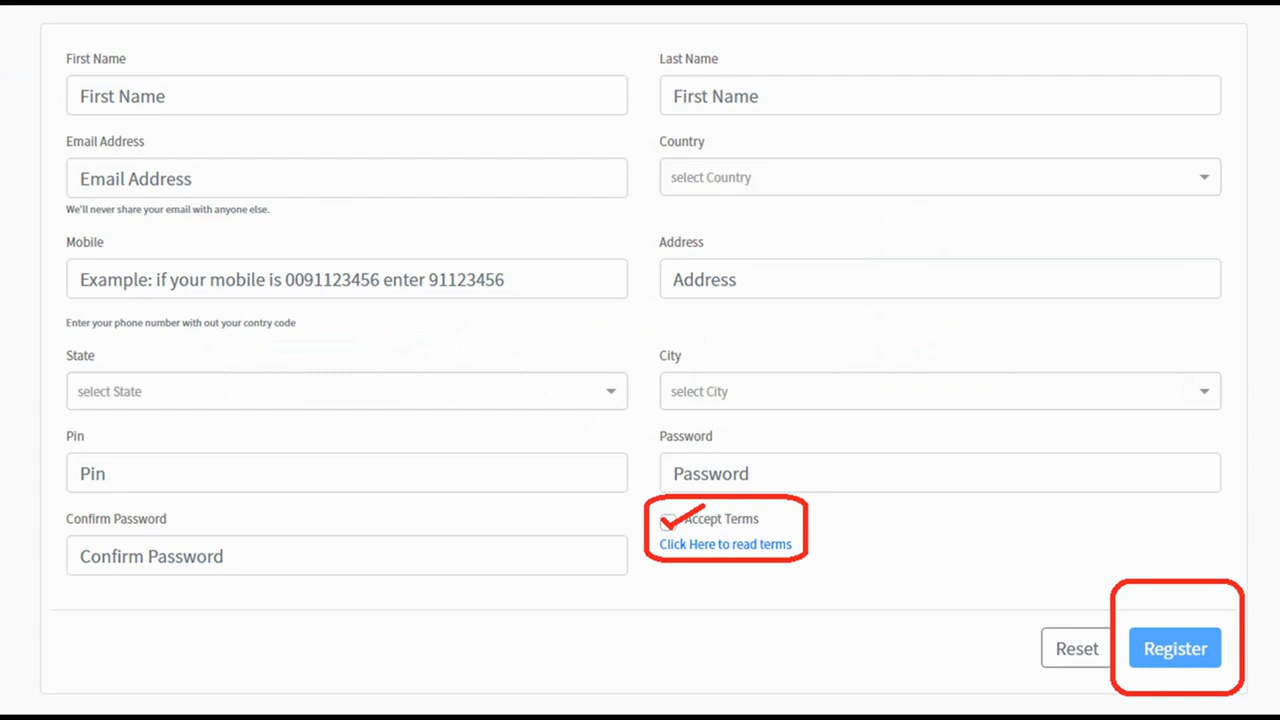 First Name
Last Name
First Name
First Name
Email Address
Country
Email Address
select Country
We'll never share your email with anyone else.
Mobile
Address
Example: if your mobile is 0091123456 enter 91123456
Address
Enter your phone number with out your contry code
State
City
select State
select City
Pin
Password
Pin
Password
Confirm Password
Accept Terms
Confirm Password
Click Here to read terms
Reset
Register